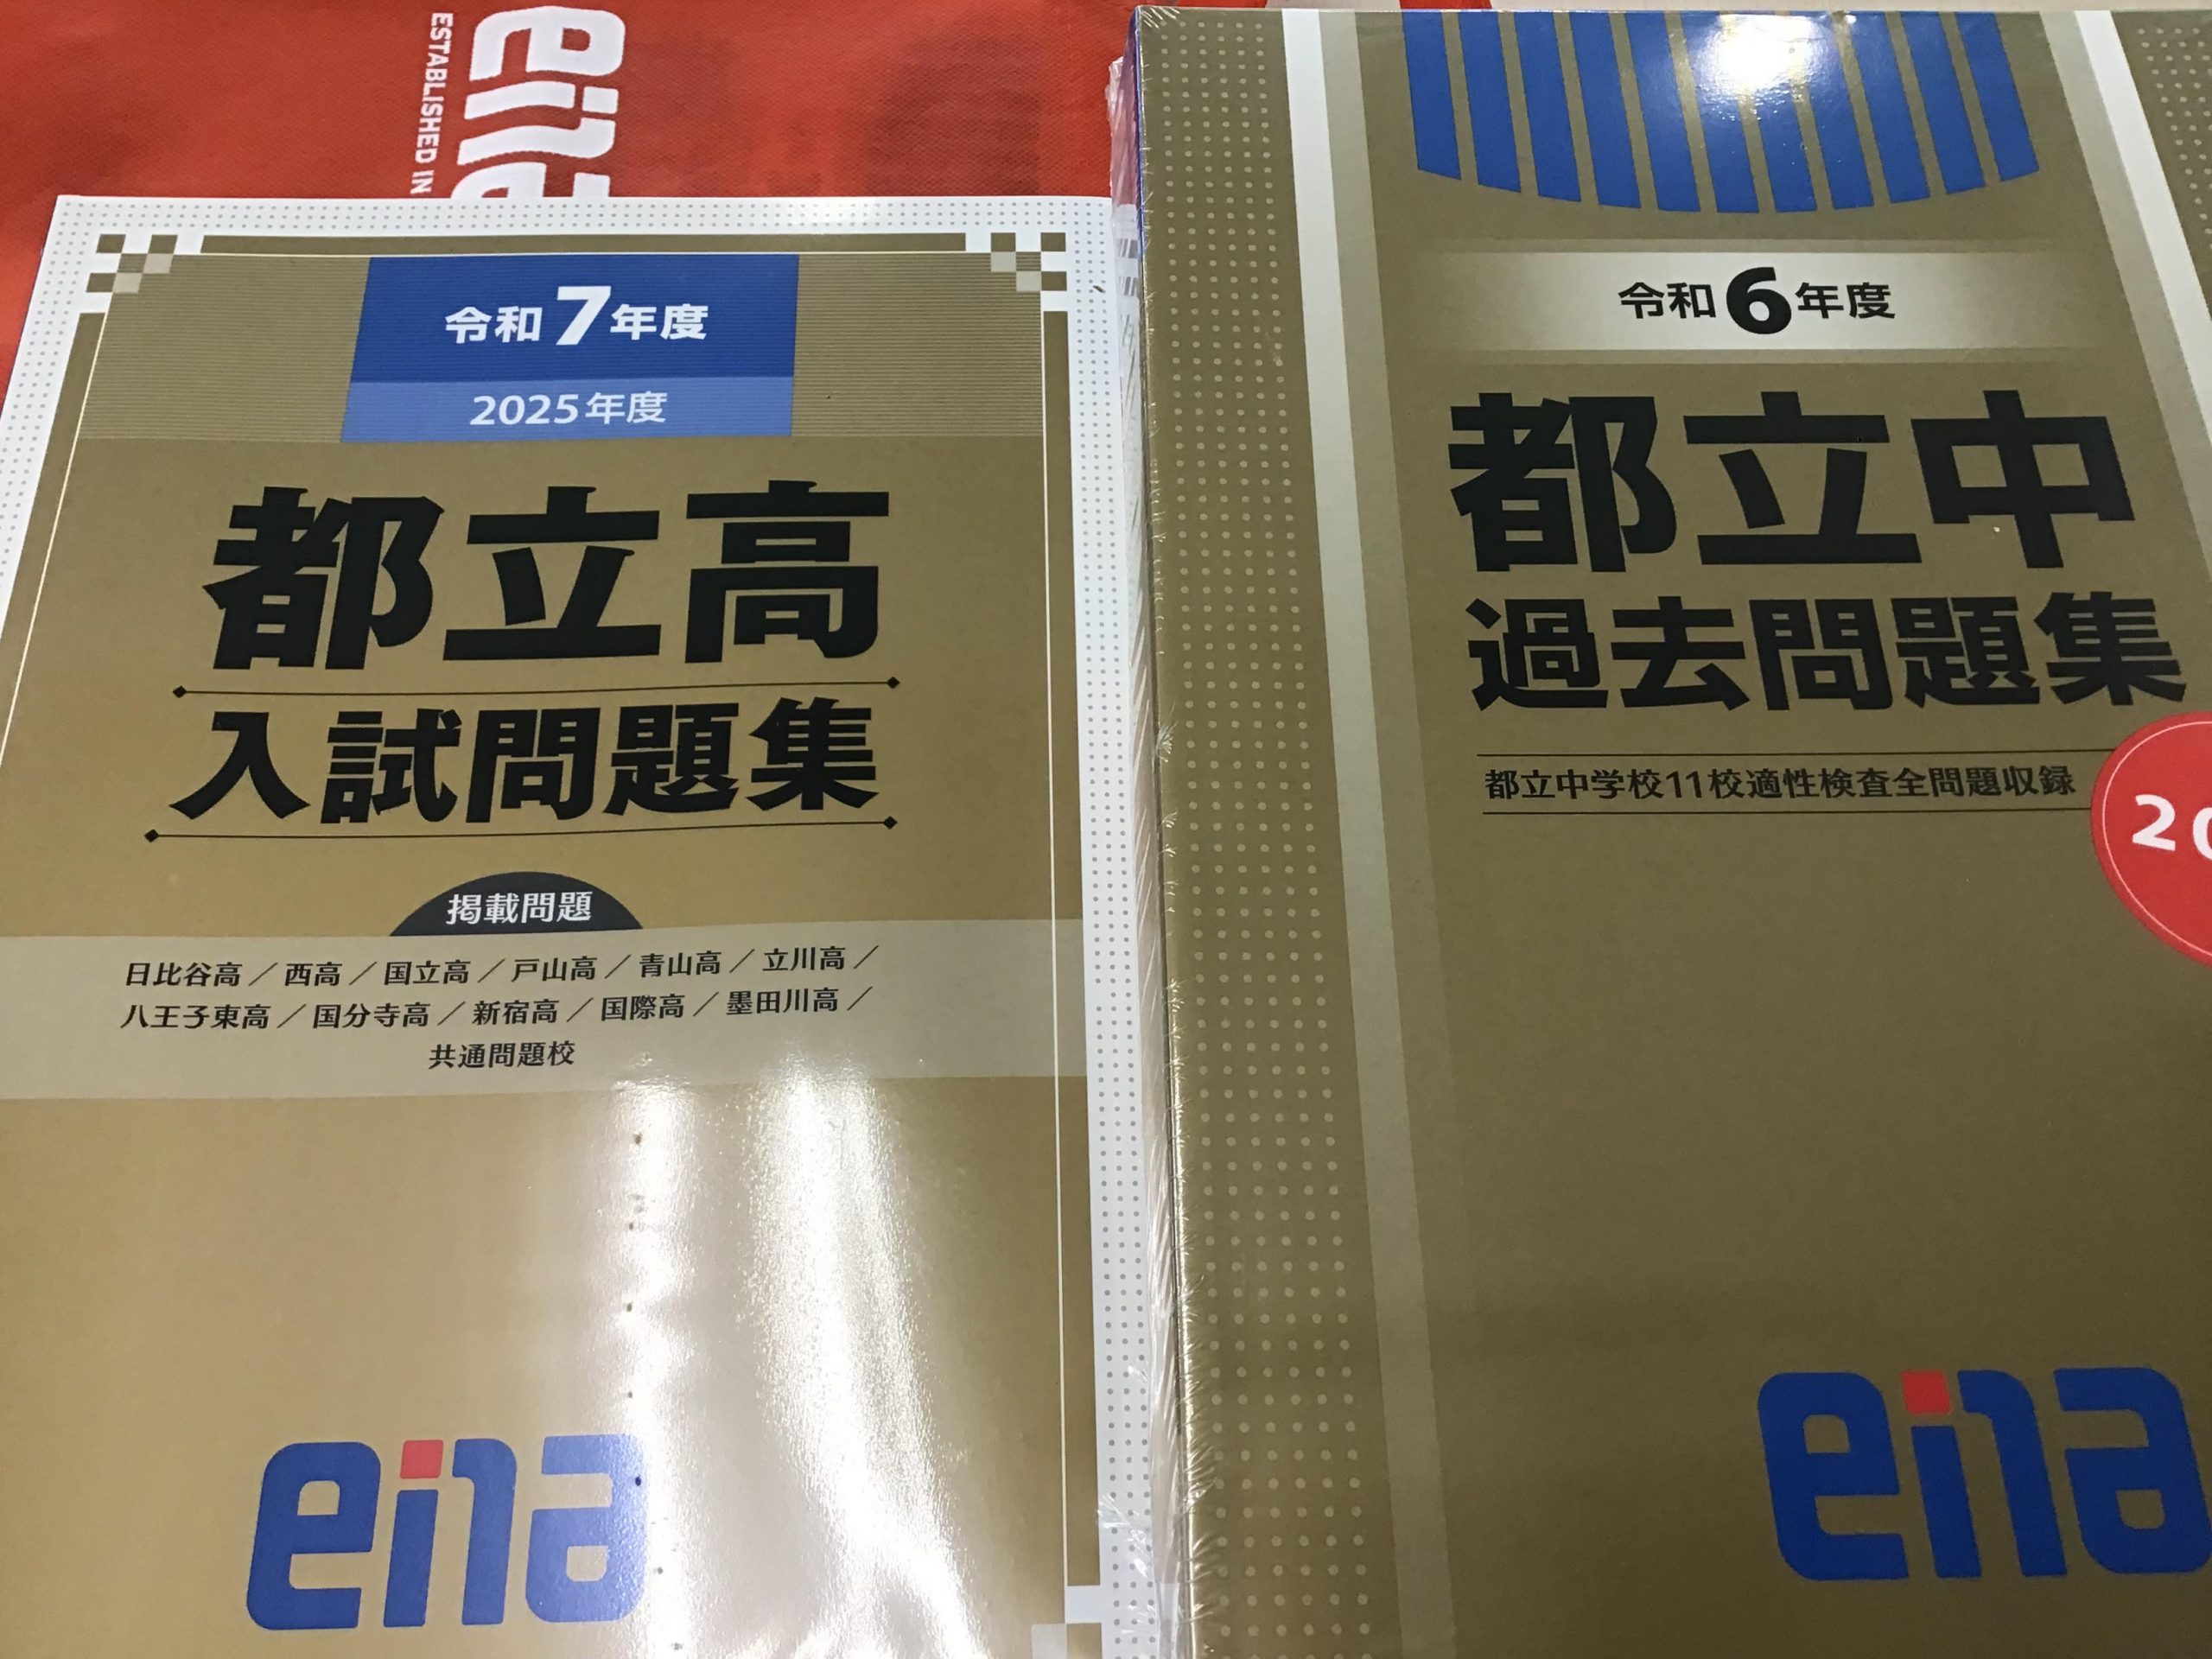 ena
ESTABLISHED IN
令和7年度
2025年度
都立高
入試問題集
掲載問題
日比谷高／西高／国立高／戸山高／青山高／立川高／
八王子東高／国分寺高／新宿高／国際高／墨田川高／
共通問題校
ena
令和6年度
都立中
過去問題集
都立中学校11校適性検査全問題収録
ena